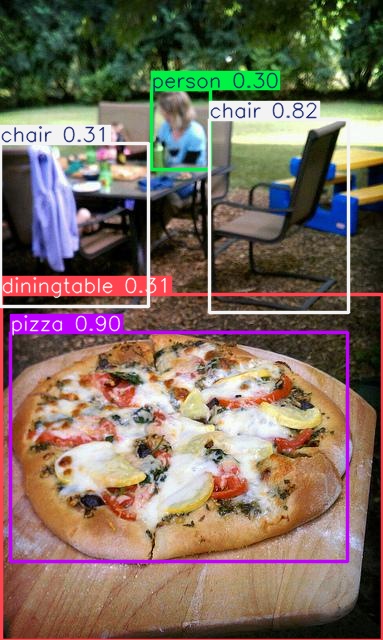 person 0.30
chair 0.82
chair 0.31
diningtable 0.31
pizza 0.90